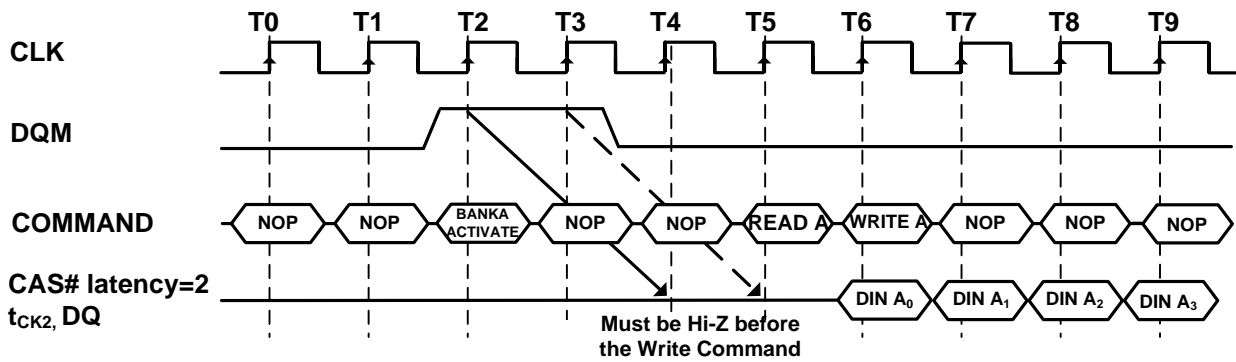 T0 T1 T2 T3 T4 T5 T6 T7 T8 T9
CLK
DQM
COMMAND NOP NOP BANKA ACTIVATE NOP NOP READ A WRITE A NOP NOP NOP
CAS# latency=2
tCK2, DQ DIN A0 DIN A1 DIN A2 DIN A3
Must be Hi-Z before
the Write Command